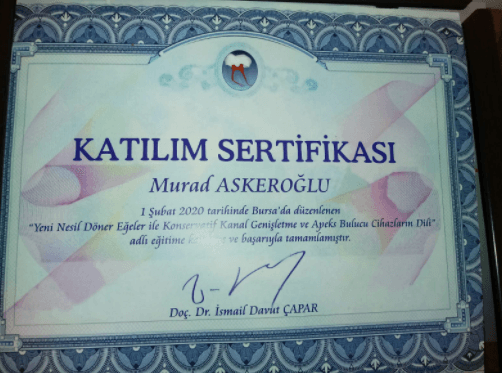 KATILIM SERTİFİKASI
Murad ASKEROĞLU
1 Şubat 2020 tarihinde Bursa'da düzenlenen
"Yeni Nesil Döner Eğeler ile Konservatif Kanal Genişletme ve Apeks Bulucu Cihazların Dili"
adlı eğitime ve başarıyla tamamlamıştır.
Doç. Dr. İsmail Davut ÇAPAR